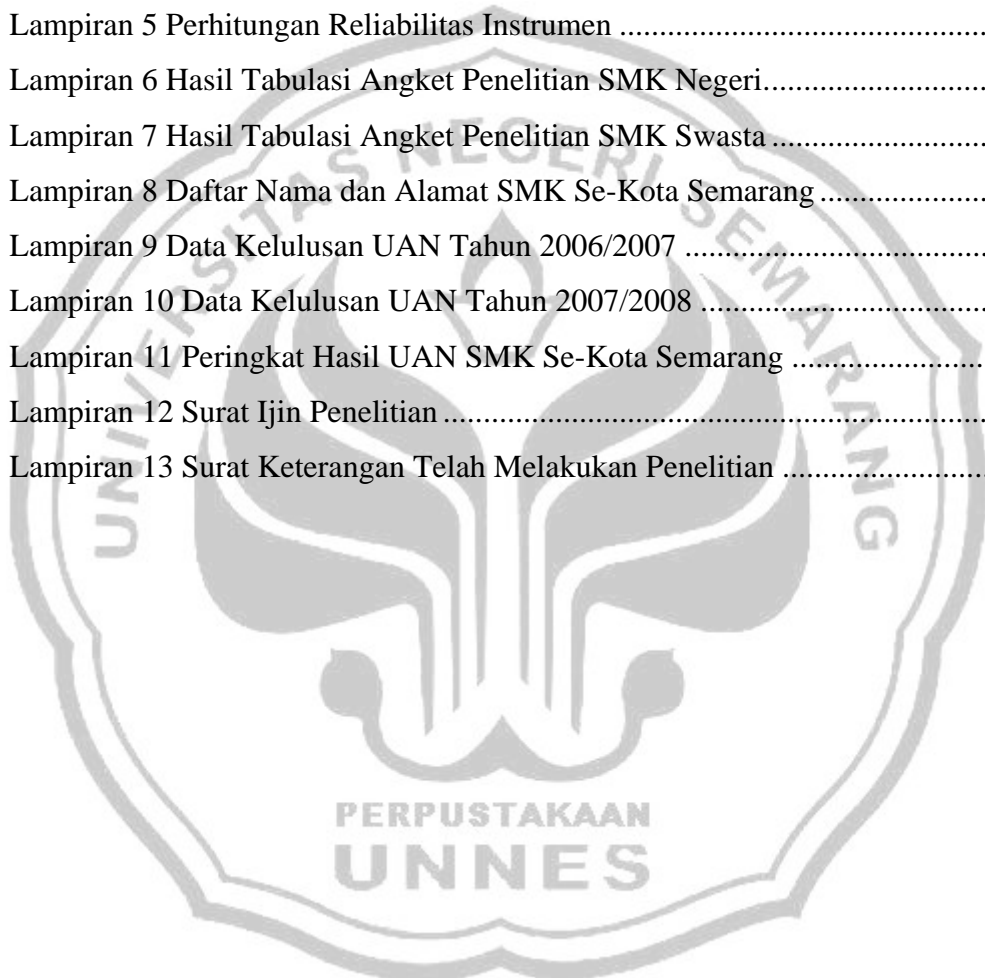 Lampiran 5 Perhitungan Reliabilitas Instrumen ...............................
Lampiran 6 Hasil Tabulasi Angket Penelitian SMK Negeri...............................
Lampiran 7 Hasil Tabulasi Angket Penelitian SMK Swasta ..........................
Lampiran 8 Daftar Nama dan Alamat SMK Se-Kota Semarang ...................
Lampiran 9 Data Kelulusan UAN Tahun 2006/2007 ...................................
Lampiran 10 Data Kelulusan UAN Tahun 2007/2008 .................................
Lampiran 11 Peringkat Hasil UAN SMK Se-Kota Semarang .......................
Lampiran 12 Surat Ijin Penelitian ...............................................................
Lampiran 13 Surat Keterangan Telah Melakukan Penelitian ........................
UNIVERSITAS NEGERI SEMARANG
PERPUSTAKAAN
UNNES